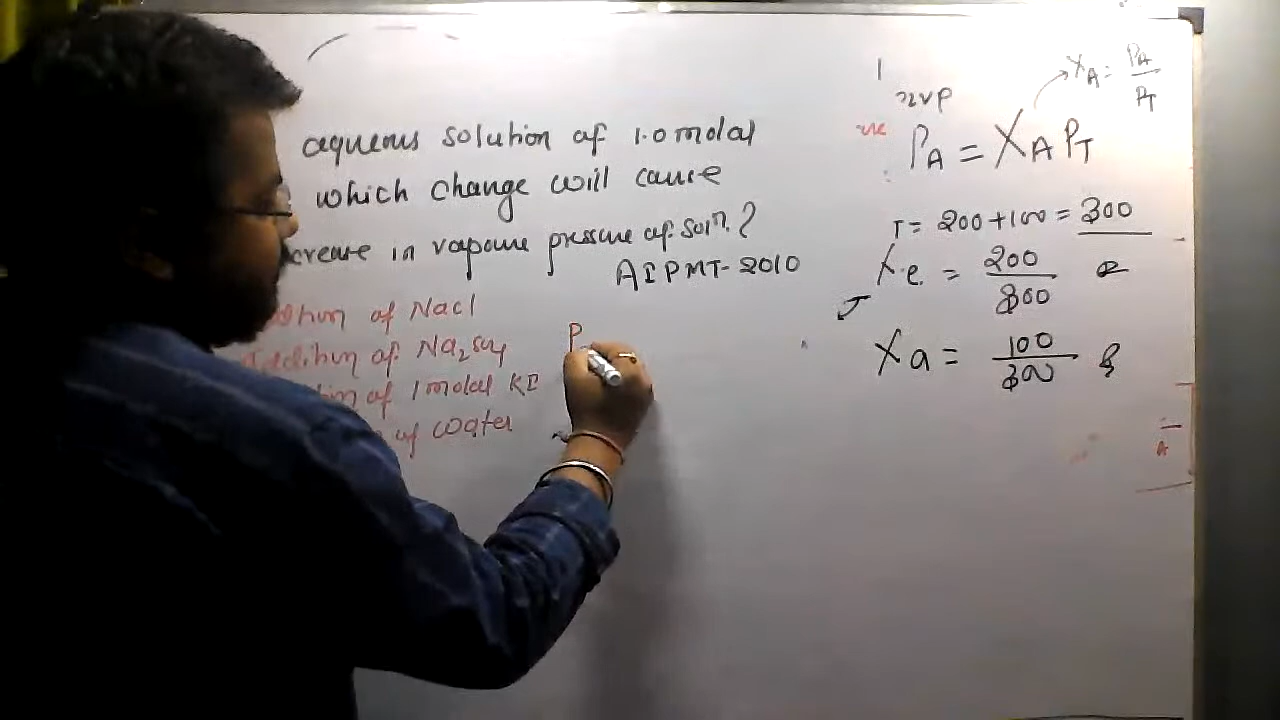 aqueous solution of 1.0 molal
which change will cause
crease in vapour pressure of soln?
AIPMT-2010
of NaCl
of Na2SO4
of 1 molal KI
of water
P
XA = PA/PT
PA = XA PT
T = 200+100 = 300
Xe = 200/300
Xa = 100/300